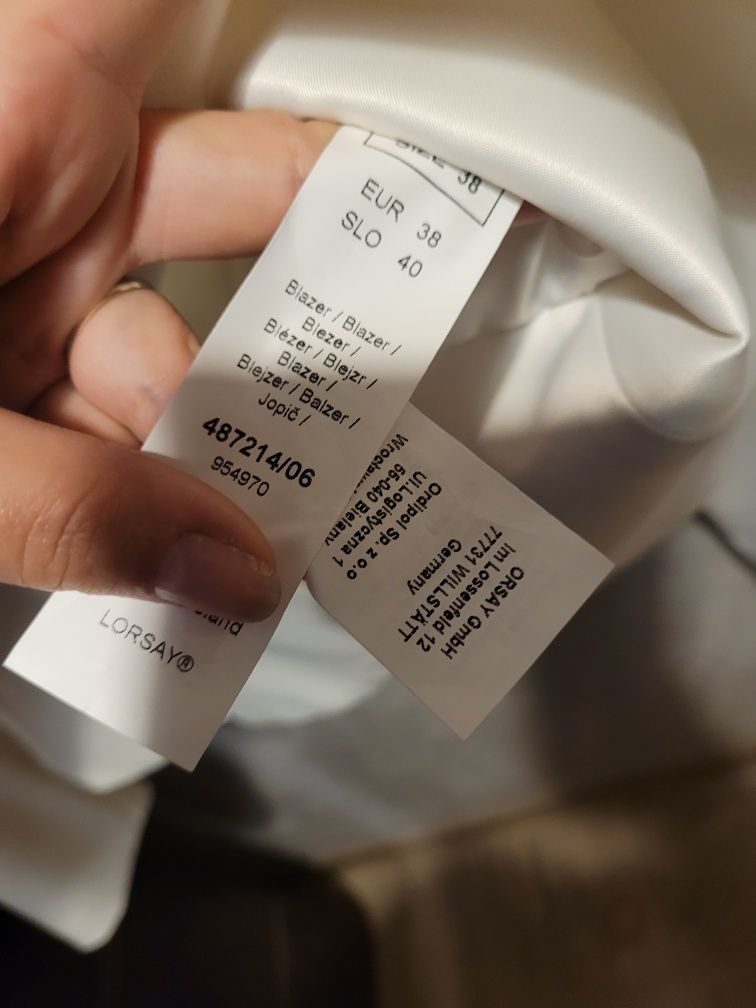 SIZE 38
EUR 38
SLO 40
Blazer / Blazer /
Blezer /
Blézer / Blejzr /
Blazer /
Blejzer / Balzer /
Jopič /
487214/06
954970
LORSAY®
ORSAY GmbH
Im Lossenfeld 12
77731 WILLSTÄTT
Germany
Ordipol Sp. z o.o
Ul.Logistyczna 1
55-040 Bielany